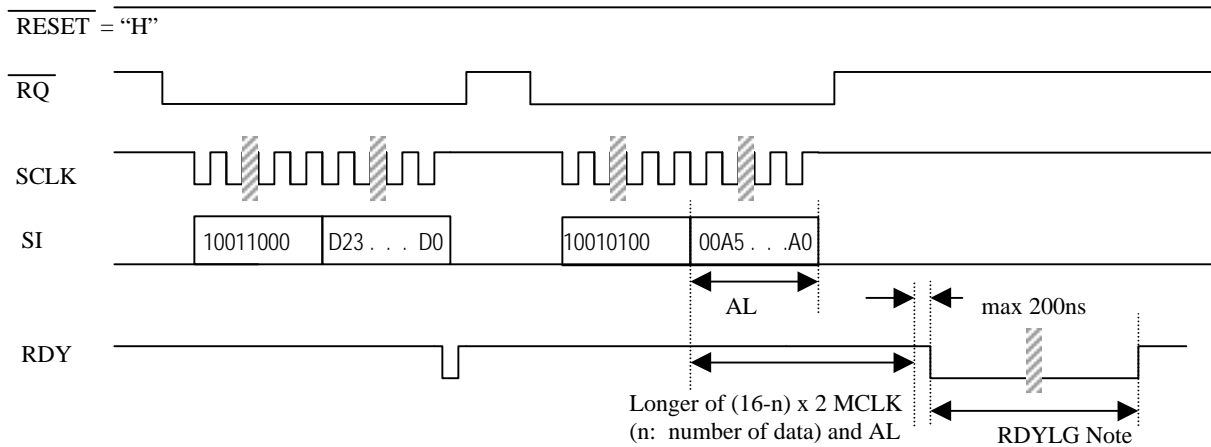 RESET = “H”
RQ
SCLK
SI
10011000
D23 . . . D0
10010100
00A5 . . .A0
AL
max 200ns
RDY
Longer of (16-n) x 2 MCLK
(n: number of data) and AL
RDYLG Note